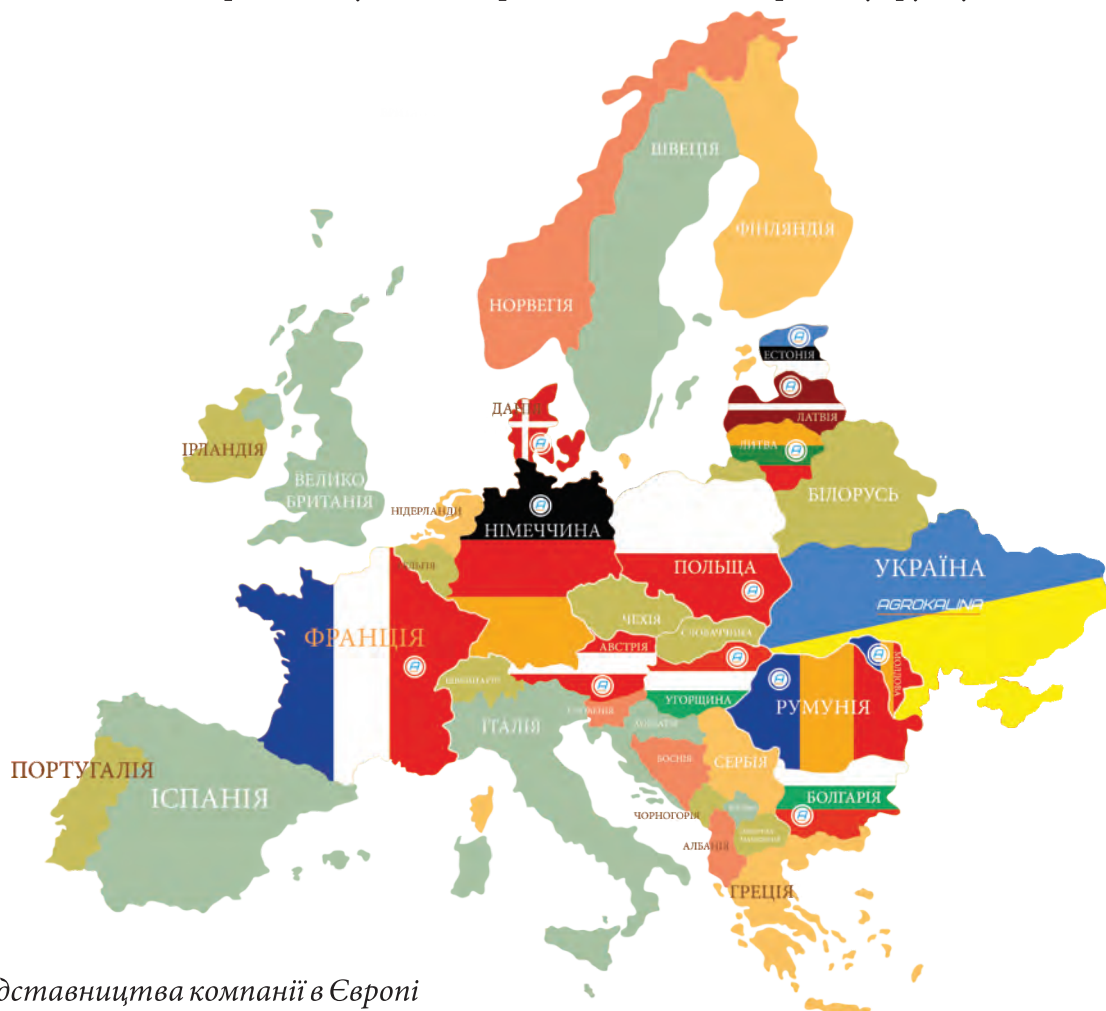 ШВЕЦІЯ
ФІНЛЯНДІЯ
НОРВЕГІЯ
ЕСТОНІЯ
ЛАТВІЯ
ДАНІЯ
ЛИТВА
ІРЛАНДІЯ
ВЕЛИКО
БРИТАНІЯ
БІЛОРУСЬ
НІДЕРЛАНДИ
НІМЕЧЧИНА
ПОЛЬЩА
УКРАЇНА
AGROKALINA
ЧЕХІЯ
СЛОВАЧЧИНА
ФРАНЦІЯ
АВСТРІЯ
МОЛДОВА
УГОРЩИНА
РУМУНІЯ
ІТАЛІЯ
БОСНІЯ
СЕРБІЯ
ПОРТУГАЛІЯ
ІСПАНІЯ
БОЛГАРІЯ
ЧОРНОГОРІЯ
АЛБАНІЯ
ГРЕЦІЯ
дставництва компанії в Європі